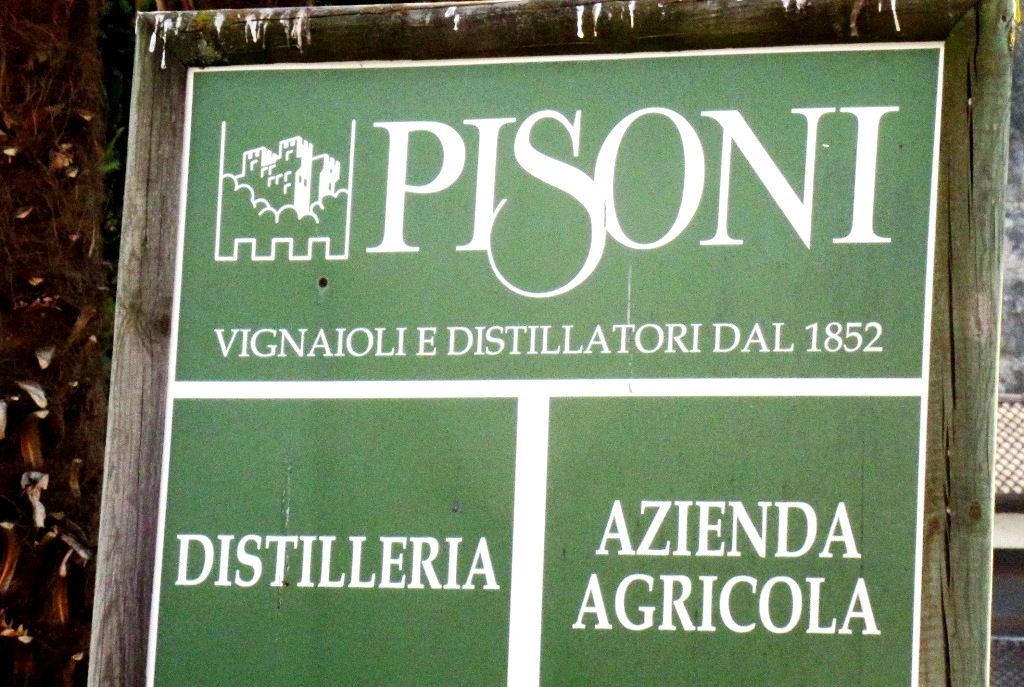 PISONI
VIGNAIOLI E DISTILLATORI DAL 1852
DISTILLERIA
AZIENDA
AGRICOLA